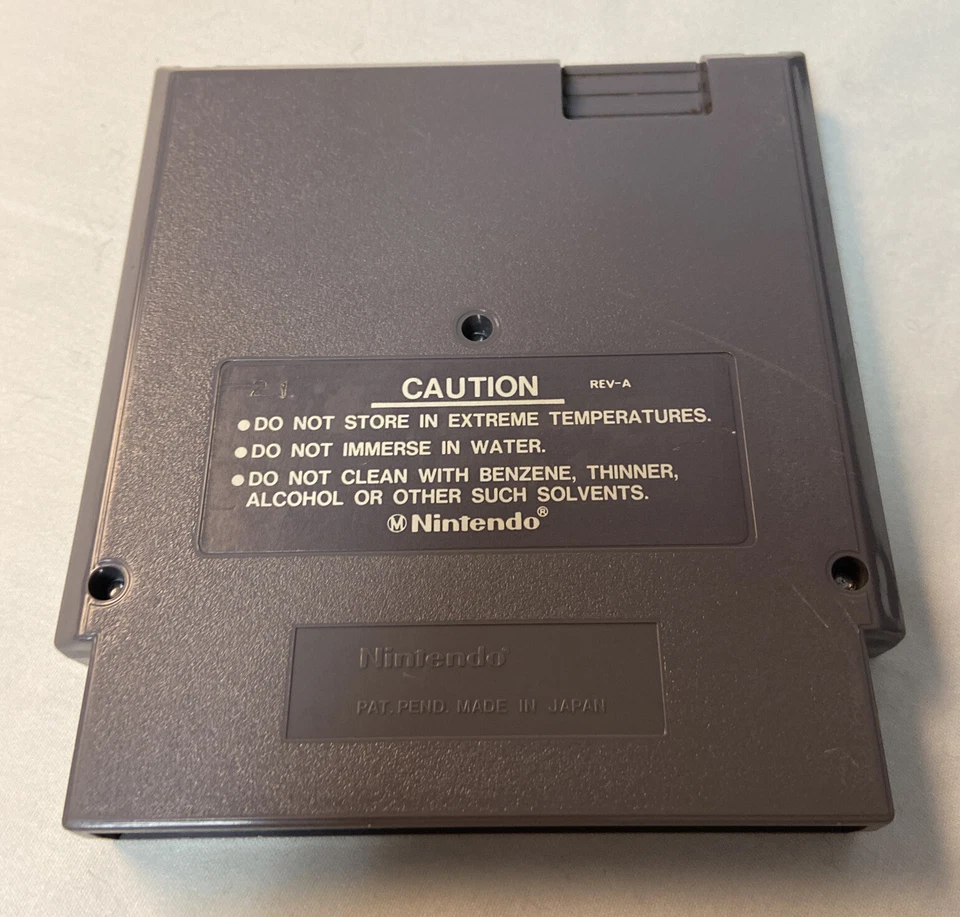 21
CAUTION REV-A
●DO NOT STORE IN EXTREME TEMPERATURES.
●DO NOT IMMERSE IN WATER.
●DO NOT CLEAN WITH BENZENE, THINNER,
ALCOHOL OR OTHER SUCH SOLVENTS.
Ⓜ Nintendo®
Nintendo
PAT. PEND. MADE IN JAPAN